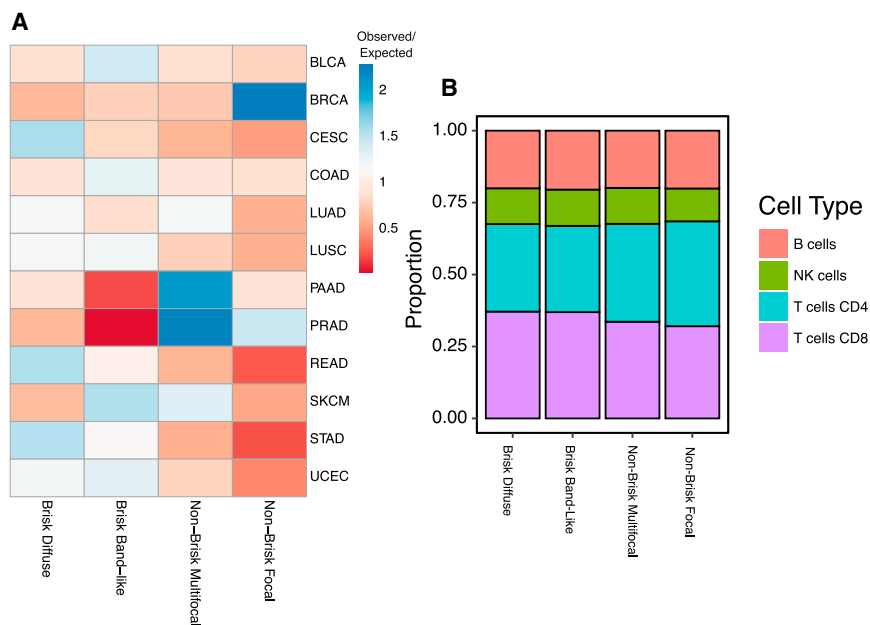 A
Observed/
Expected
2
1.5
1
0.5
BLCA
BRCA
CESC
COAD
LUAD
LUSC
PAAD
PRAD
READ
SKCM
STAD
UCEC
Brisk Diffuse
Brisk Band–like
Non–Brisk Multifocal
Non–Brisk Focal
B
Proportion
1.00
0.75
0.50
0.25
0.00
Brisk Diffuse
Brisk Band-Like
Non-Brisk Multifocal
Non-Brisk Focal
Cell Type
B cells
NK cells
T cells CD4
T cells CD8